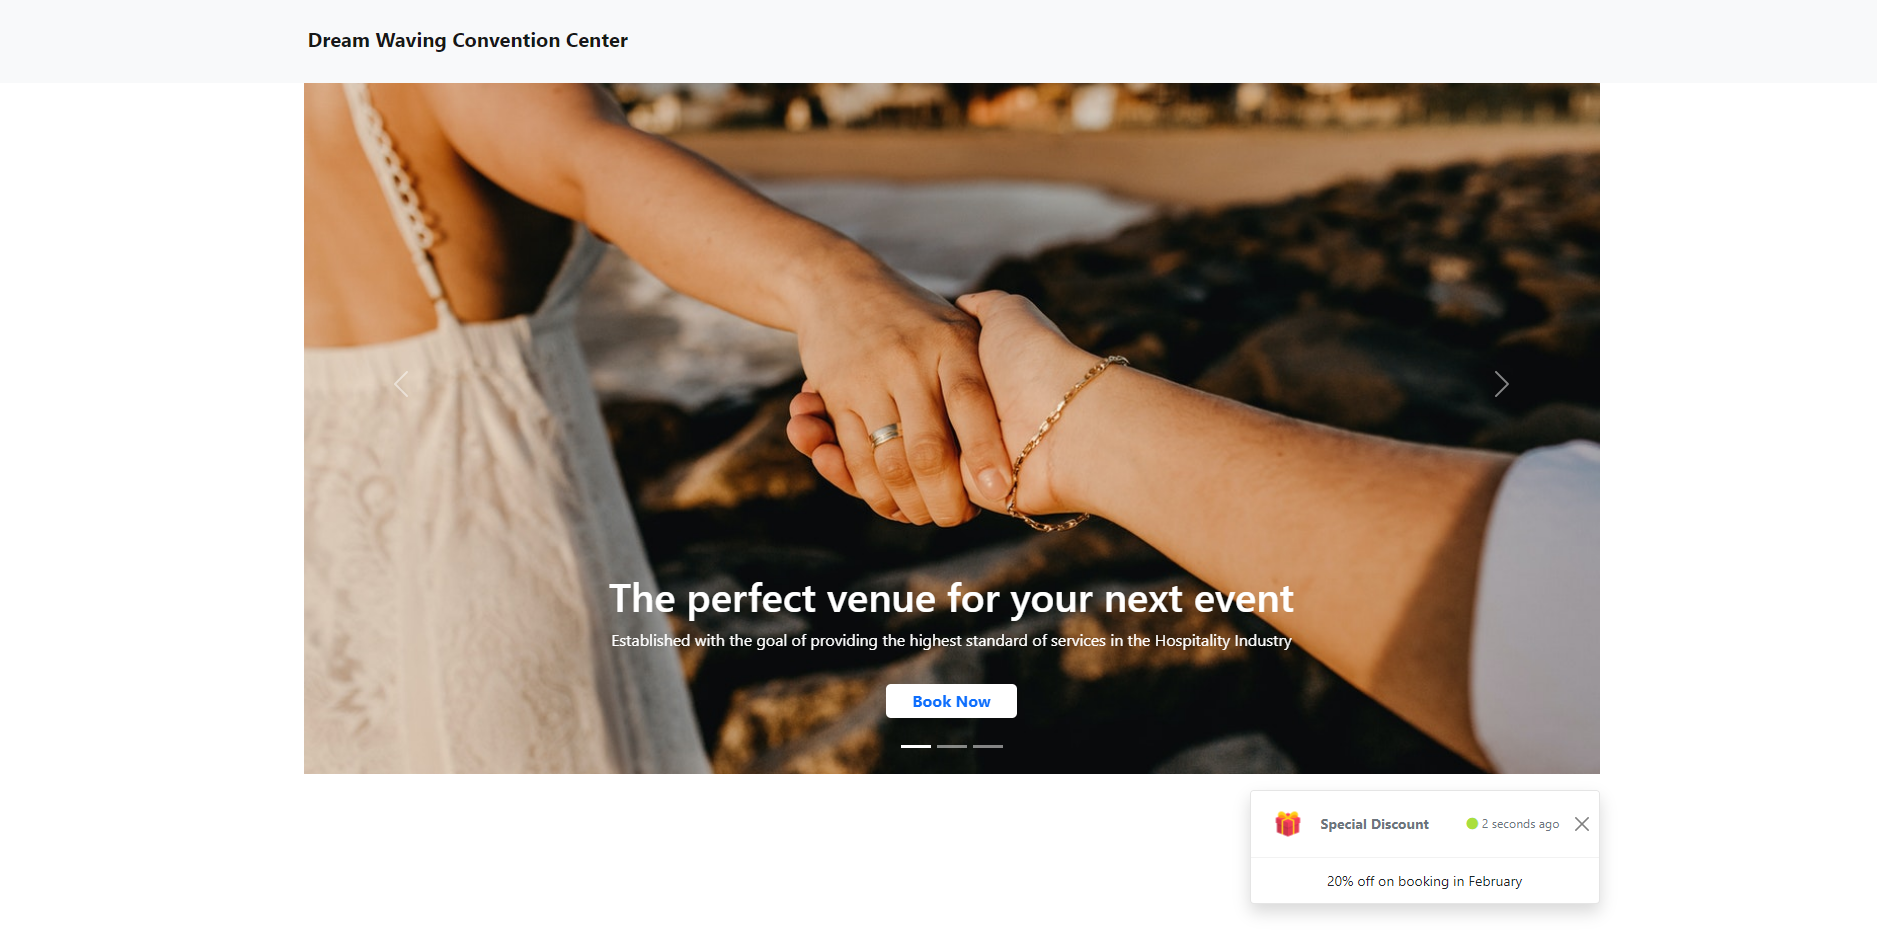 Dream Waving Convention Center
The perfect venue for your next event
Established with the goal of providing the highest standard of services in the Hospitality Industry
Book Now
Special Discount 2 seconds ago
20% off on booking in February